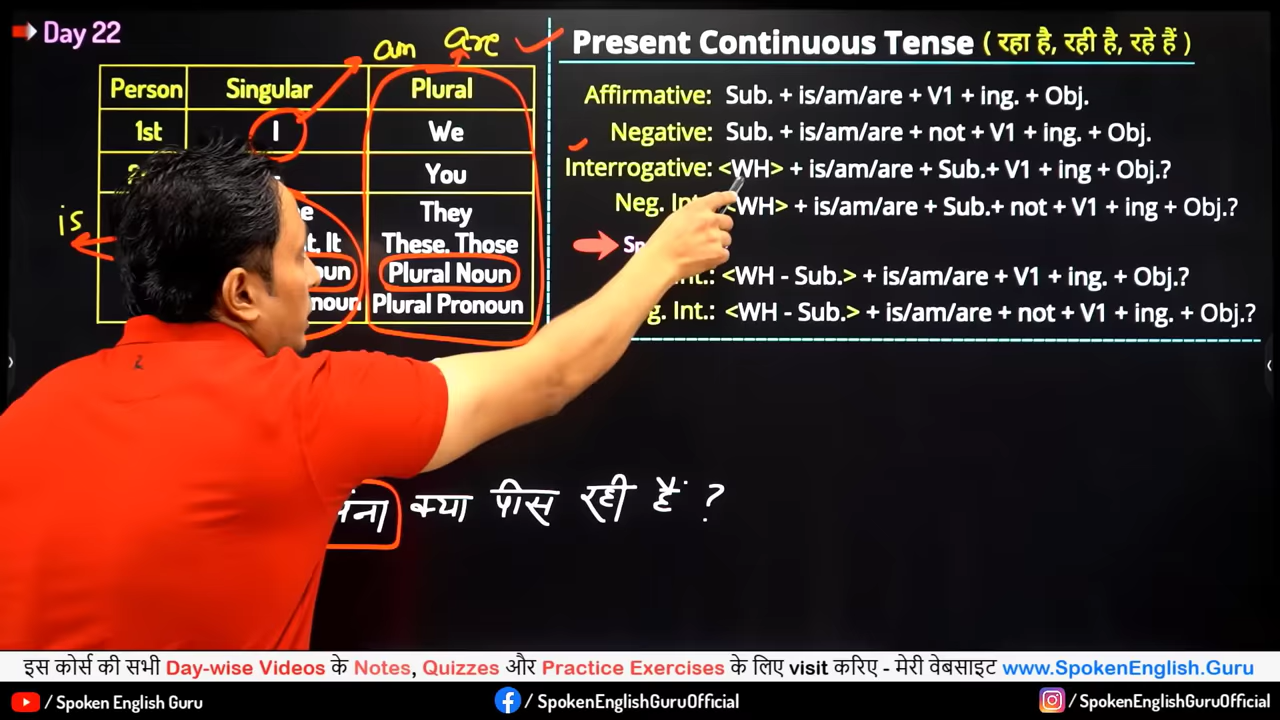 Day 22
am are
Person Singular Plural
1st I We
You
is They
It These, Those
Plural Noun
Plural Pronoun
Present Continuous Tense ( रहा है, रही है, रहे हैं )
Affirmative: Sub. + is/am/are + V1 + ing. + Obj.
Negative: Sub. + is/am/are + not + V1 + ing. + Obj.
Interrogative: <WH> + is/am/are + Sub.+ V1 + ing + Obj.?
Neg. Int. <WH> + is/am/are + Sub.+ not + V1 + ing + Obj.?
Int.: <WH - Sub.> + is/am/are + V1 + ing. + Obj.?
Int.: <WH - Sub.> + is/am/are + not + V1 + ing. + Obj.?
क्या पीस रही हैं ?
इस कोर्स की सभी Day-wise Videos के Notes, Quizzes और Practice Exercises के लिए visit करिए - मेरी वेबसाइट www.SpokenEnglish.Guru
/ Spoken English Guru / SpokenEnglishGuruOfficial / SpokenEnglishGuruOfficial